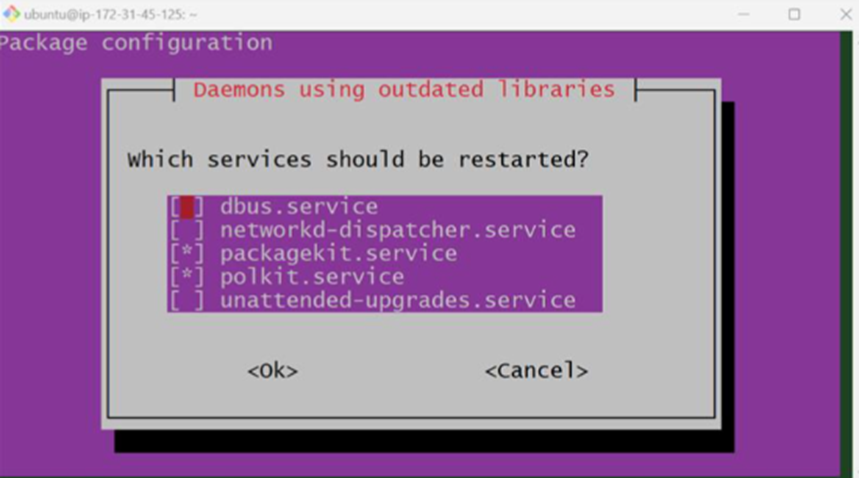 ubuntu@ip-172-31-45-125: ~
Package configuration
Daemons using outdated libraries
Which services should be restarted?
[ ] dbus.service
[ ] networkd-dispatcher.service
[*] packagekit.service
[*] polkit.service
[ ] unattended-upgrades.service
<Ok> <Cancel>